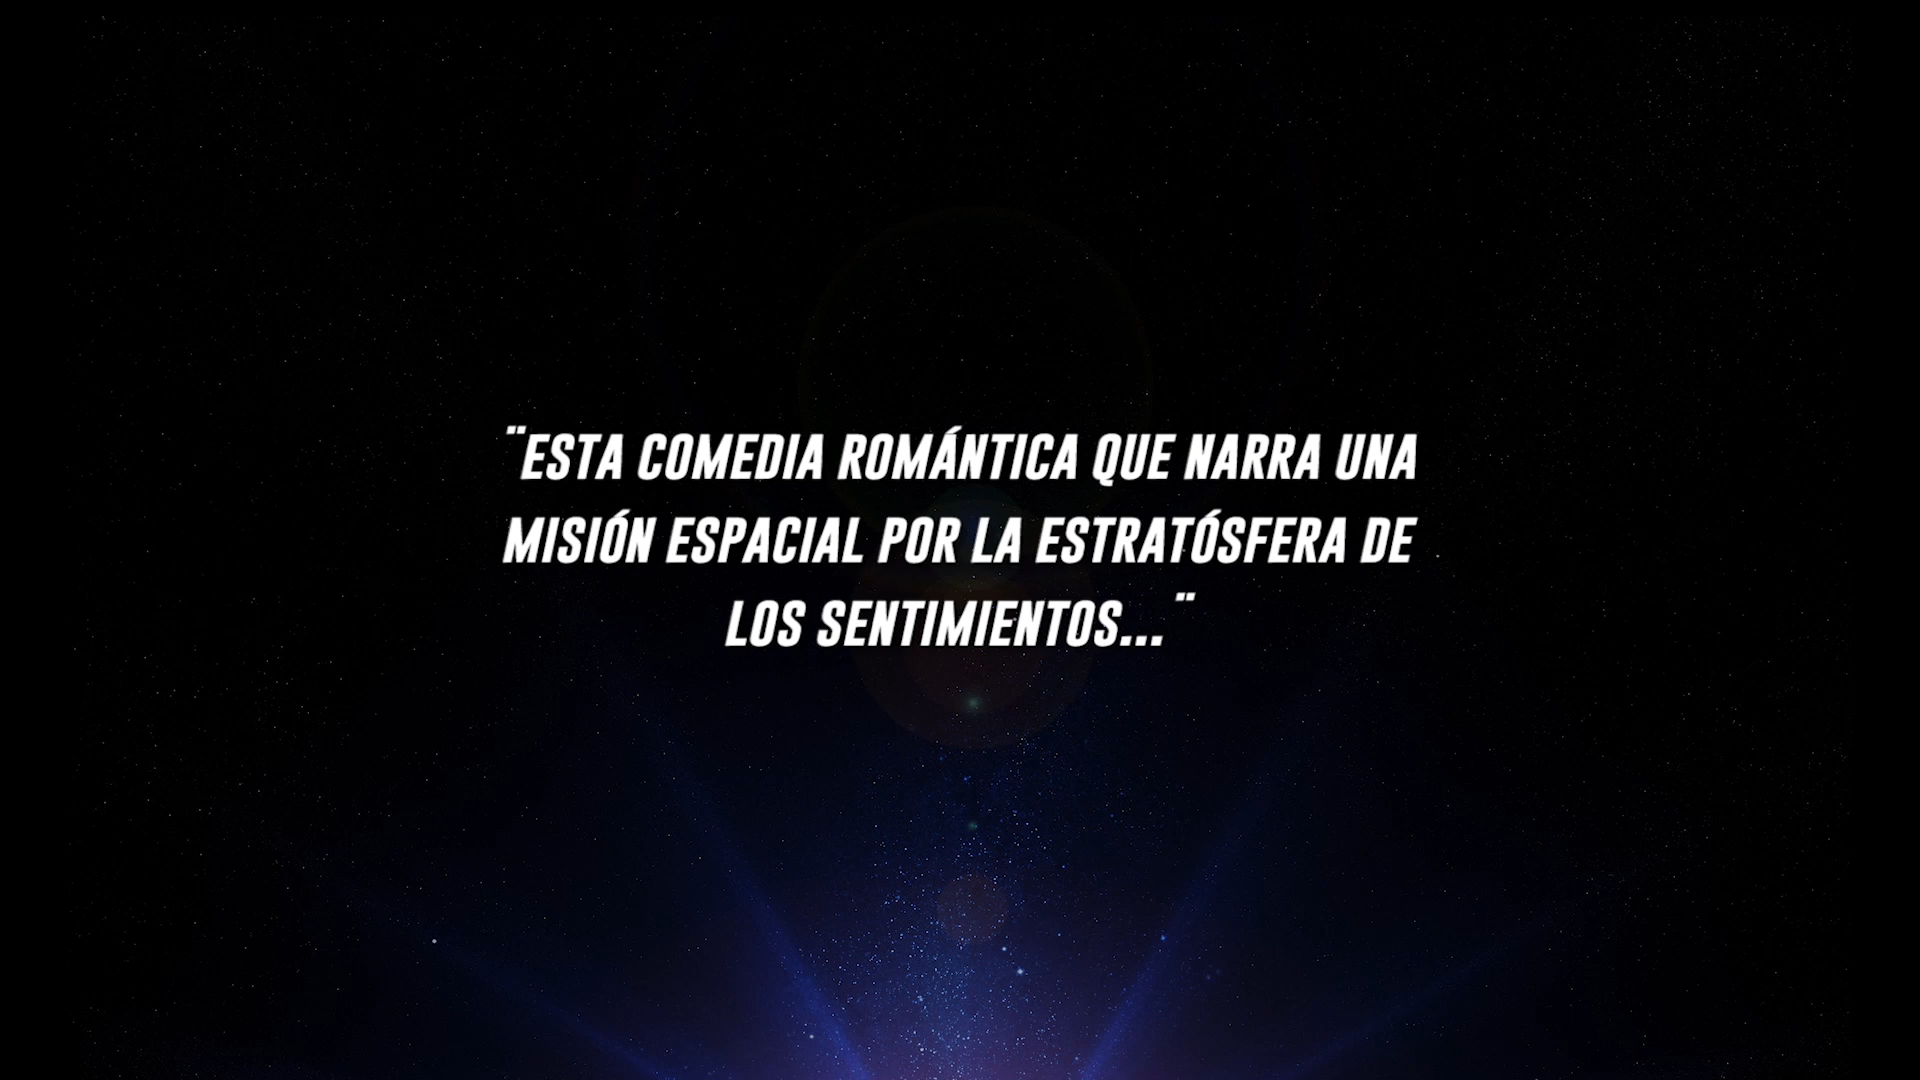 ¨ESTA COMEDIA ROMÁNTICA QUE NARRA UNA
MISIÓN ESPACIAL POR LA ESTRATÓSFERA DE
LOS SENTIMIENTOS...¨